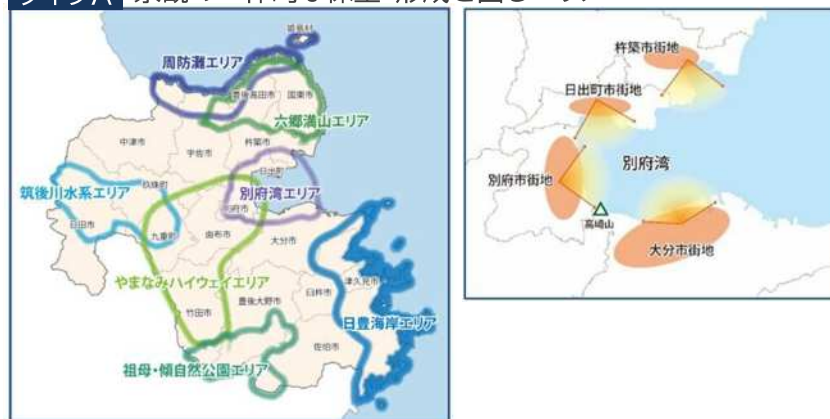 周防灘エリア
姫島村
豊後高田市
国東市
六郷満山エリア
中津市
宇佐市
杵築市
日出町
筑後川水系エリア
玖珠町
別府湾エリア
別府市
日田市
九重町
由布市
大分市
やまなみハイウェイエリア
津久見市
臼杵市
竹田市
豊後大野市
日豊海岸エリア
佐伯市
祖母・傾自然公園エリア
杵築市街地
日出町市街地
別府湾
別府市街地
高崎山
大分市街地